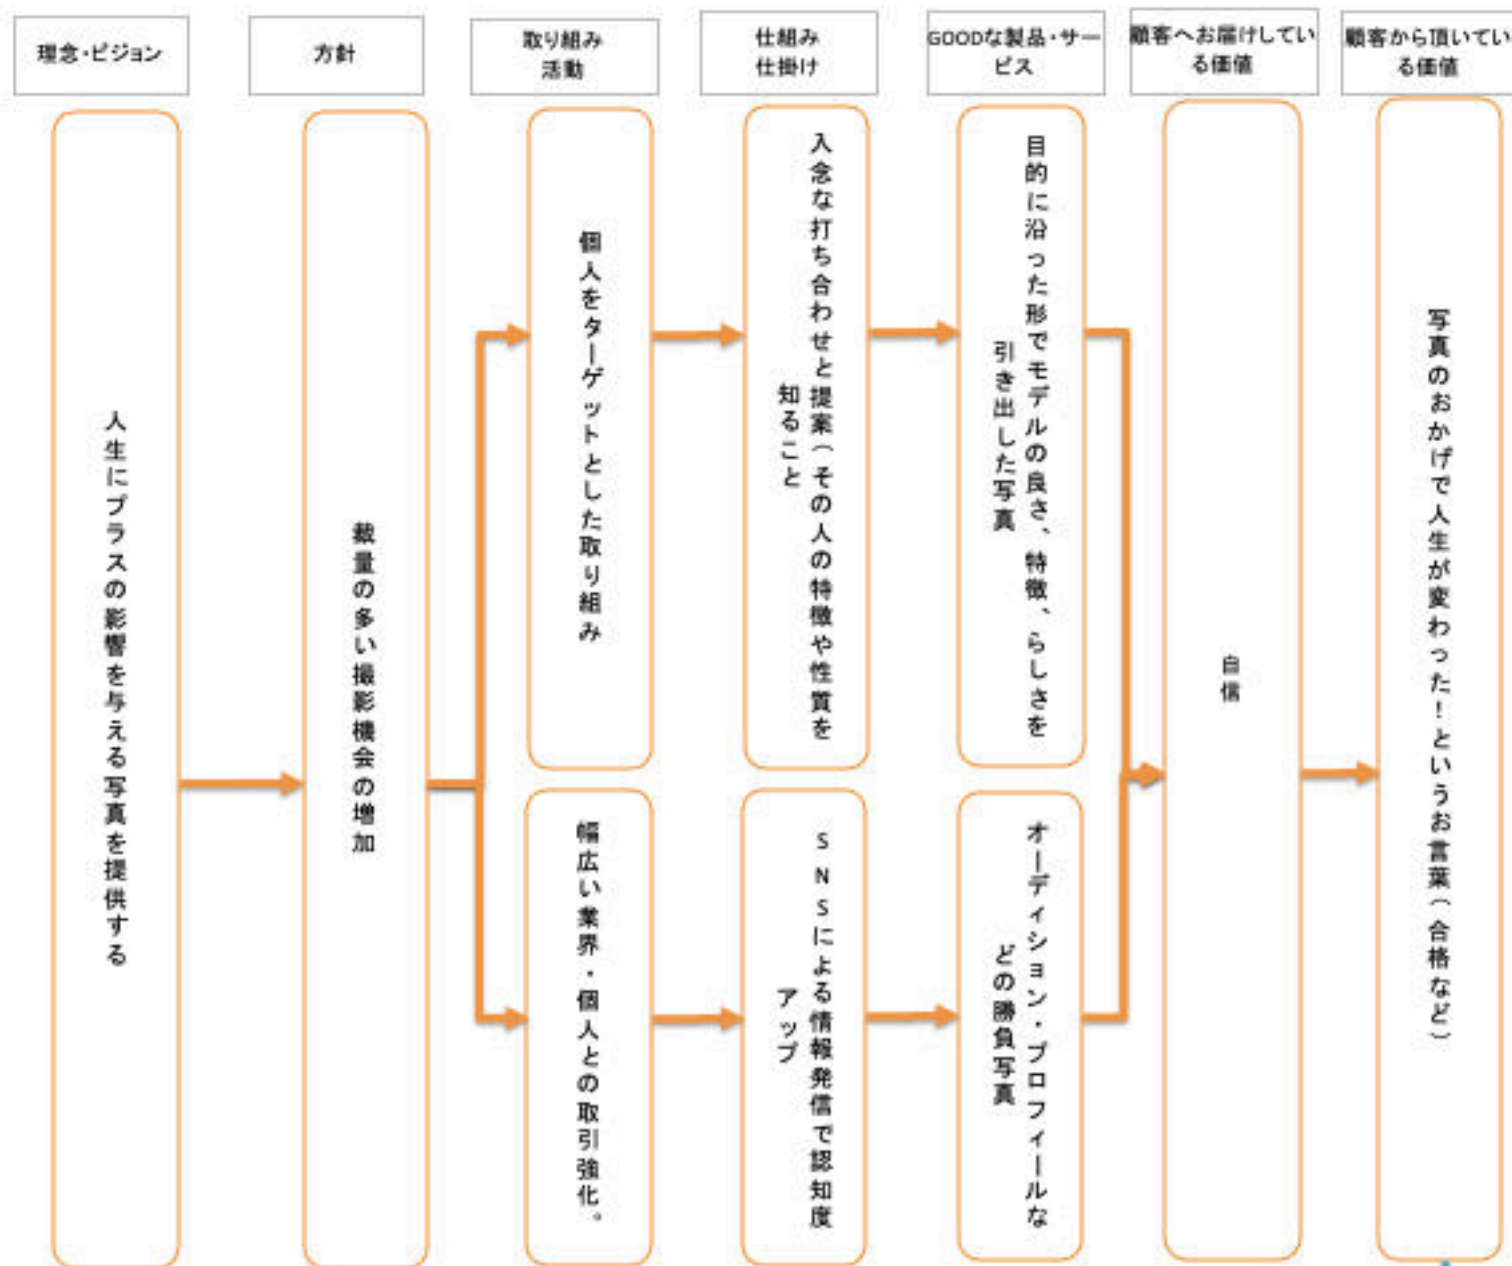 理念・ビジョン
方針
取り組み
活動
仕組み
仕掛け
GOODな製品・サー
ビス
顧客へお届けしてい
る価値
顧客から頂いてい
る価値
人生にプラスの影響を与える写真を提供する
裁量の多い撮影機会の増加
個人をターゲットとした取り組み
入念な打ち合わせと提案（その人の特徴や性質を
知ること
目的に沿った形でモデルの良さ、特徴、らしさを
引き出した写真
幅広い業界・個人との取引強化。
SNSによる情報発信で認知度
アップ
オーディション・プロフィールな
どの勝負写真
自信
写真のおかげで人生が変わった！というお言葉（合格など）